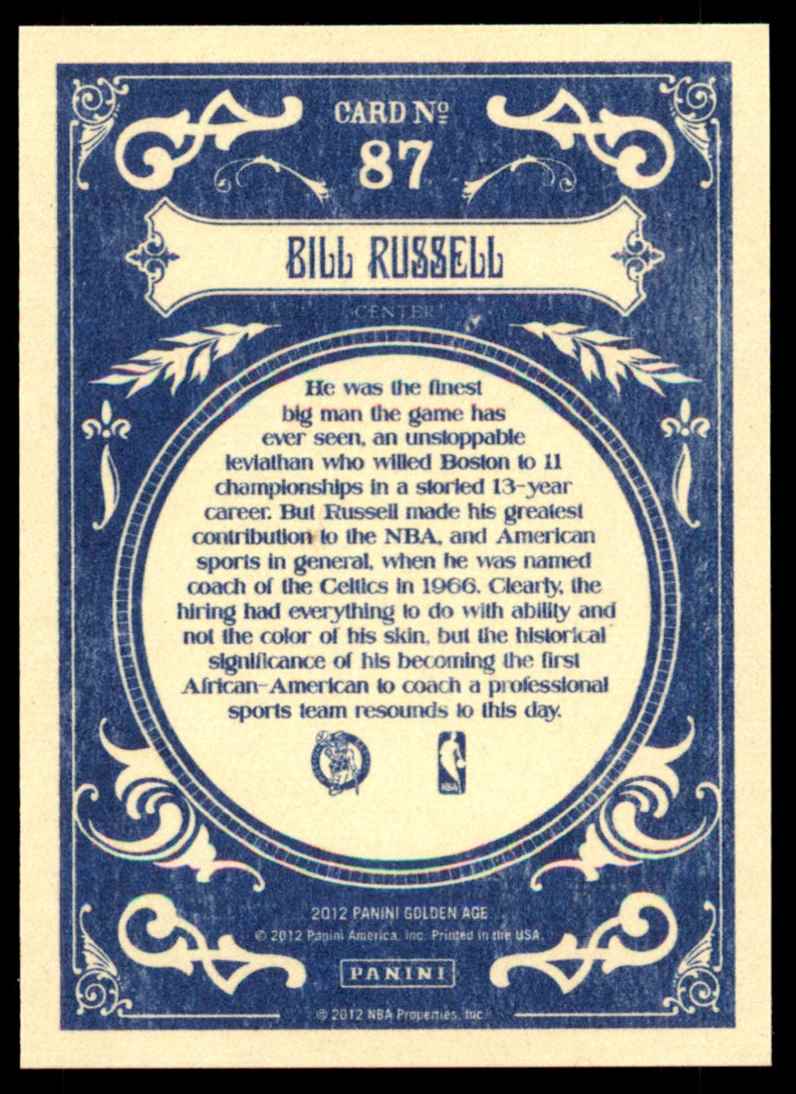 CARD Nº
87
BILL RUSSELL
CENTER
He was the finest
big man the game has
ever seen, an unstoppable
leviathan who willed Boston to 11
championships in a storied 13-year
career. But Russell made his greatest
contribution to the NBA, and American
sports in general, when he was named
coach of the Celtics in 1966. Clearly, the
hiring had everything to do with ability and
not the color of his skin, but the historical
significance of his becoming the first
African-American to coach a professional
sports team resounds to this day.
NBA
2012 PANINI GOLDEN AGE
© 2012 Panini America, Inc. Printed in the USA.
PANINI
© 2012 NBA Properties, Inc.